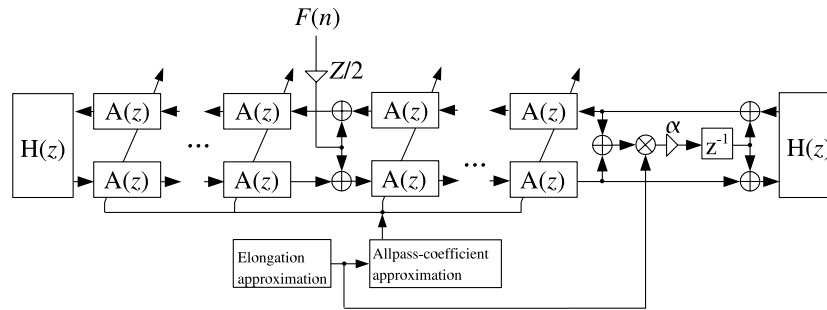 F(n)
Z/2
H(z)
A(z) A(z) A(z) A(z)
... ...
α
z-1
H(z)
A(z) A(z) A(z) A(z)
Elongation
approximation
Allpass-coefficient
approximation